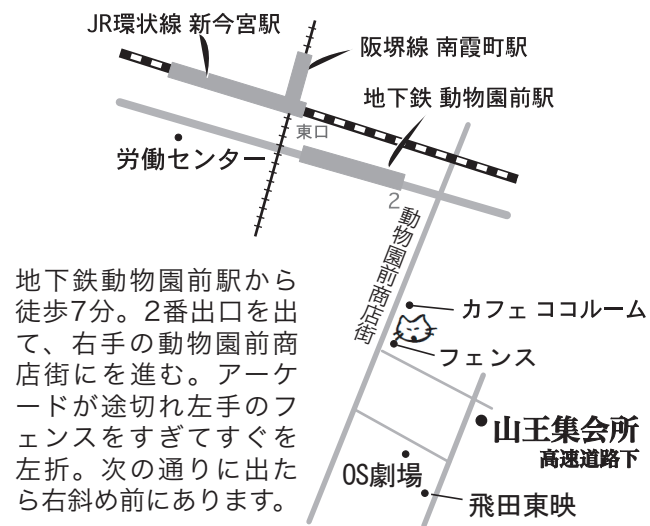 JR環状線 新今宮駅
阪堺線 南霞町駅
地下鉄 動物園前駅
東口
労働センター
2
動物園前商店街
地下鉄動物園前駅から
徒歩7分。2番出口を出
て、右手の動物園前商
店街にを進む。アーケ
ードが途切れ左手のフ
ェンスをすぎてすぐを
左折。次の通りに出た
ら右斜め前にあります。
カフェ ココルーム
フェンス
山王集会所
高速道路下
OS劇場
飛田東映